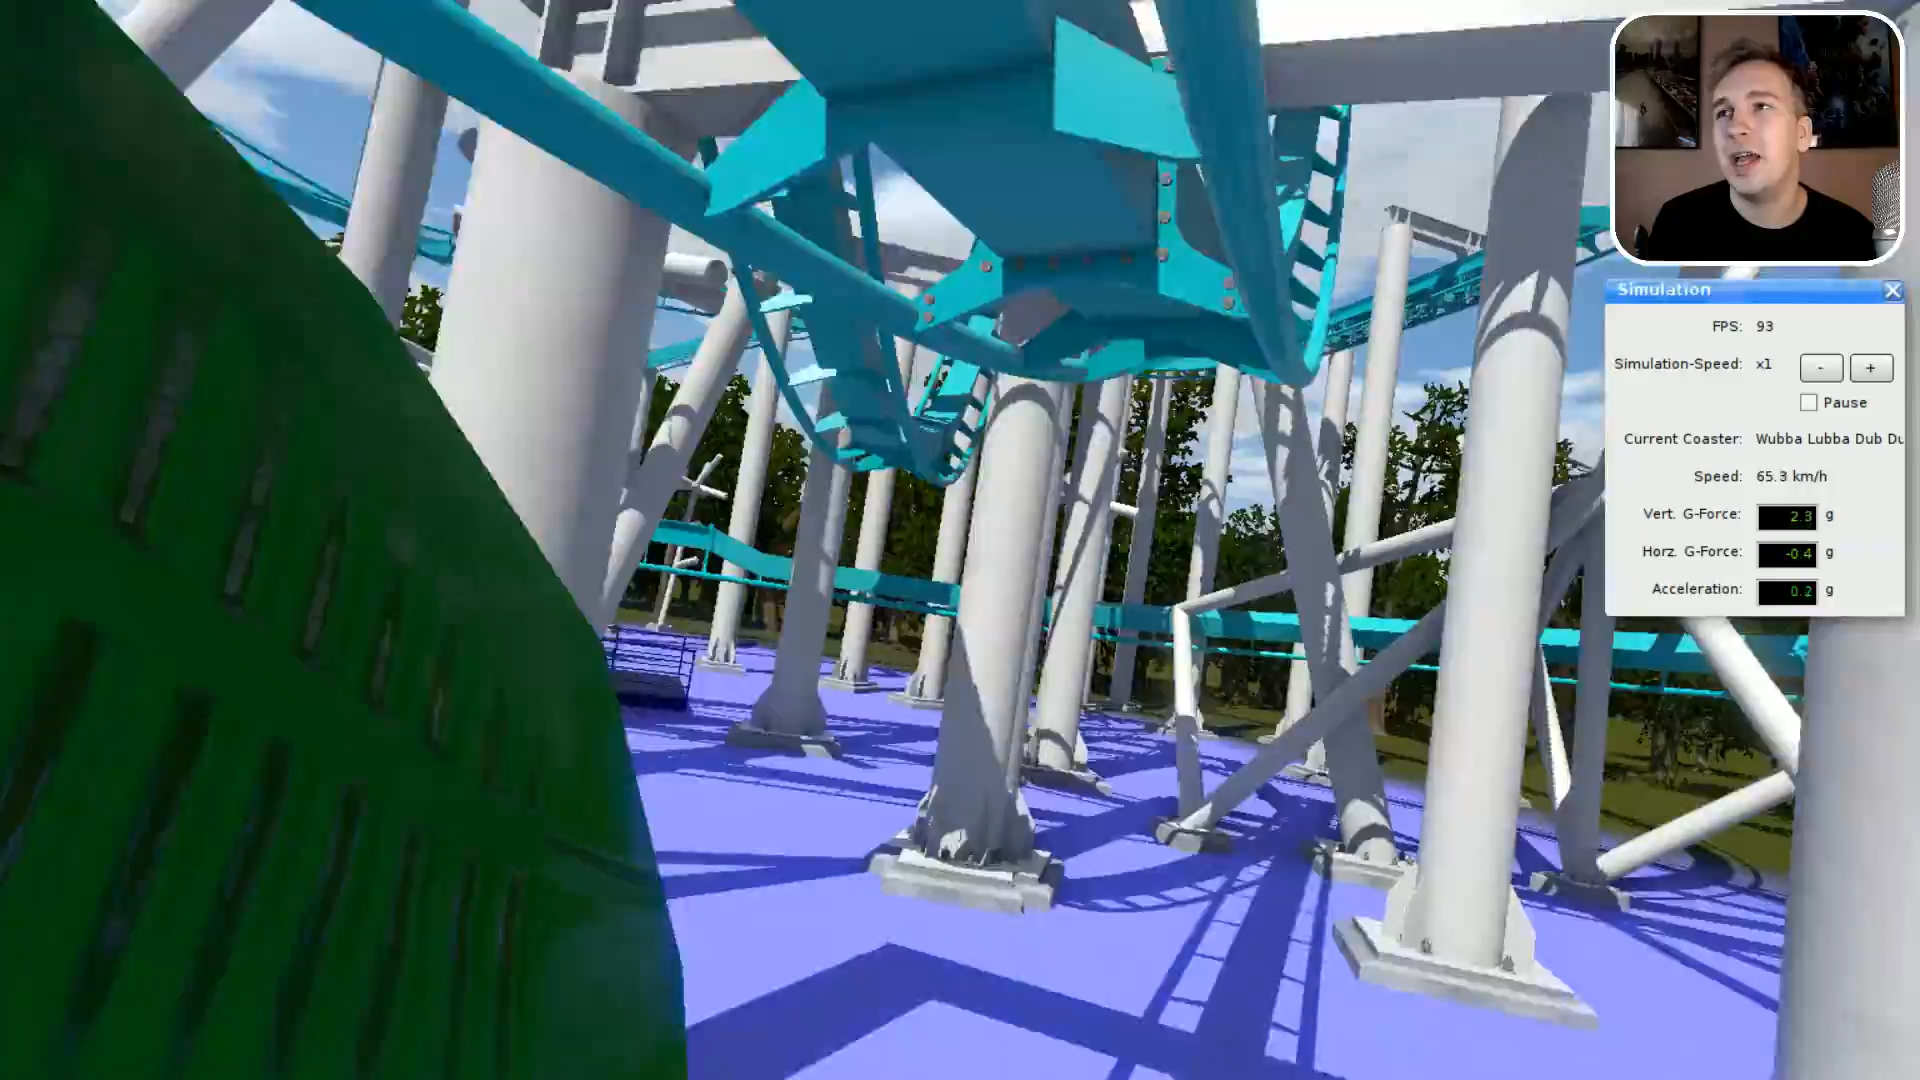 Simulation
FPS: 93
Simulation-Speed: x1 - +
Pause
Current Coaster: Wubba Lubba Dub Du
Speed: 65.3 km/h
Vert. G-Force: 2.3 g
Horz. G-Force: -0.4 g
Acceleration: 0.2 g